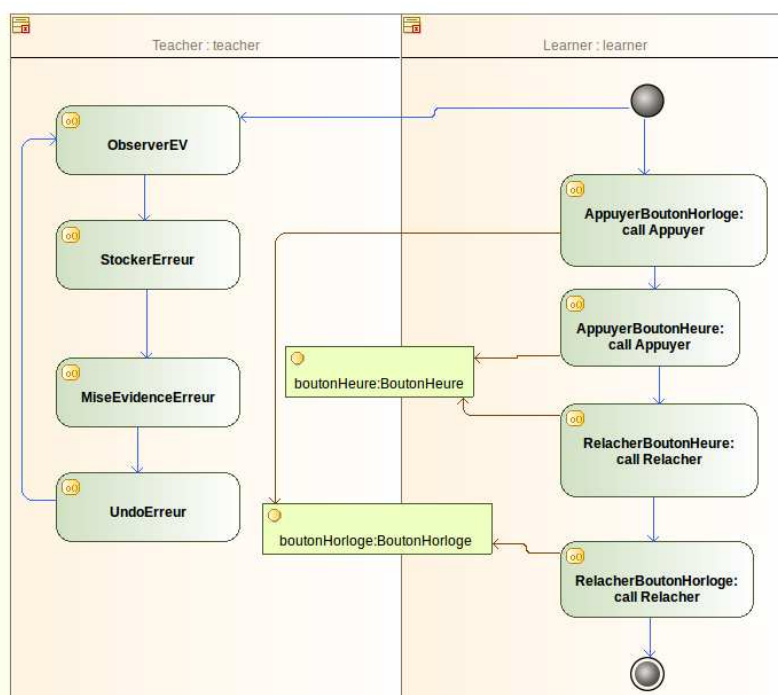 Teacher : teacher
Learner : learner
ObserverEV
StockerErreur
MiseEvidenceErreur
UndoErreur
boutonHeure:BoutonHeure
boutonHorloge:BoutonHorloge
AppuyerBoutonHorloge:
call Appuyer
AppuyerBoutonHeure:
call Appuyer
RelacherBoutonHeure:
call Relacher
RelacherBoutonHorloge:
call Relacher